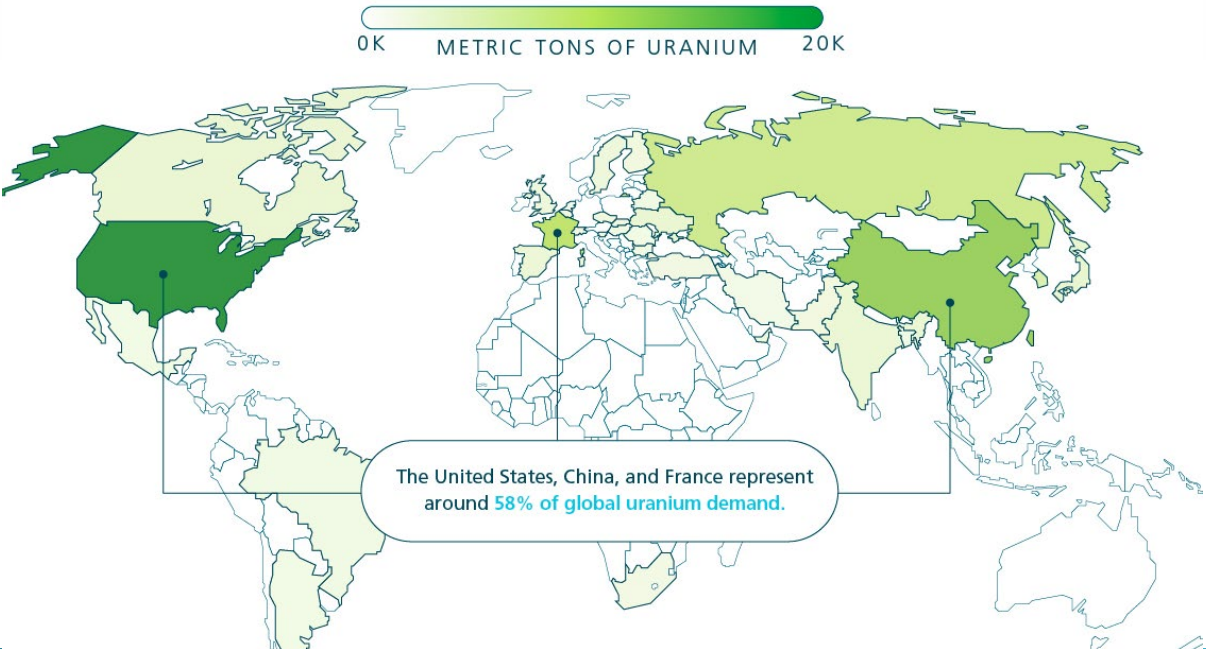 0K METRIC TONS OF URANIUM 20K
The United States, China, and France represent
around 58% of global uranium demand.